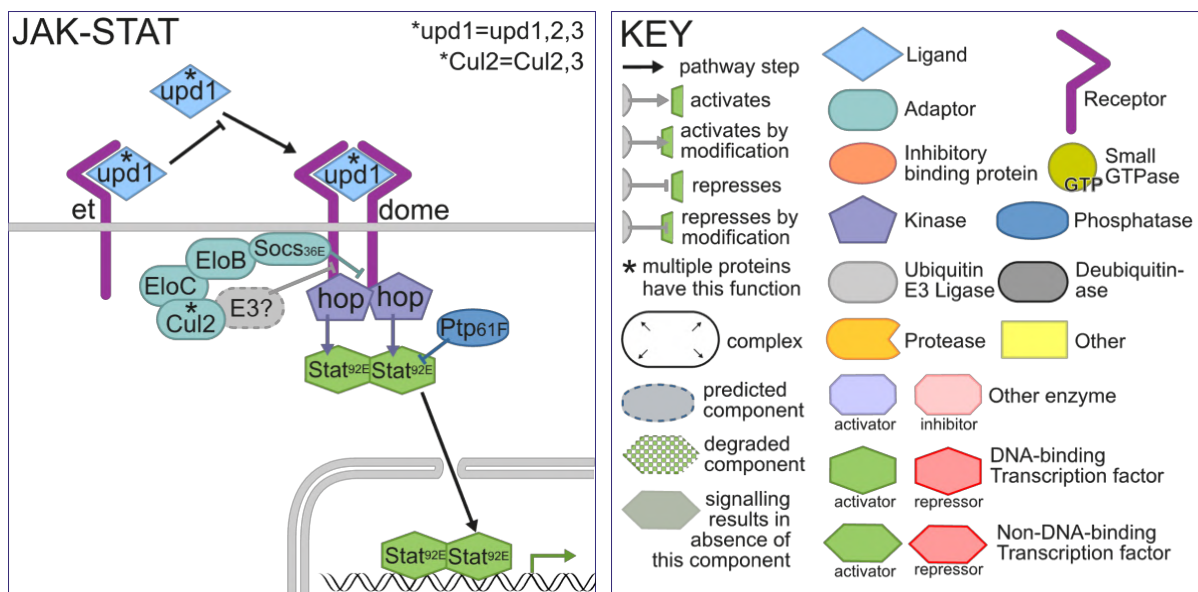 JAK-STAT
*upd1=upd1,2,3
*Cul2=Cul2,3
*
upd1
*
upd1
*
upd1
et
dome
Socs36E
EloB
EloC
*
Cul2
E3?
hop
hop
Ptp61F
Stat92E
Stat92E
Stat92E
Stat92E
KEY
pathway step
activates
activates by
modification
represses
represses by
modification
* multiple proteins
have this function
complex
predicted
component
degraded
component
signalling
results in
absence of
this component
Ligand
Adaptor
Inhibitory
binding protein
Kinase
Ubiquitin
E3 Ligase
Protease
activator
inhibitor
Other enzyme
activator
repressor
DNA-binding
Transcription factor
activator
repressor
Non-DNA-binding
Transcription factor
Receptor
GTP
Small
GTPase
Phosphatase
Deubiquitin-
ase
Other